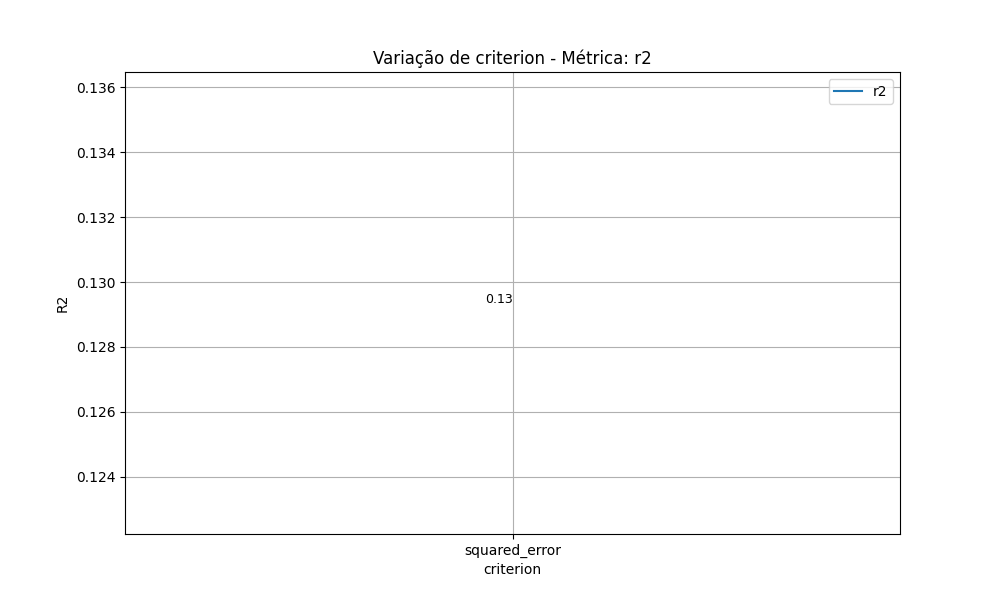 Variação de criterion - Métrica: r2
r2
0.136
0.134
0.132
0.130
0.128
0.126
0.124
R2
0.13
squared_error
criterion